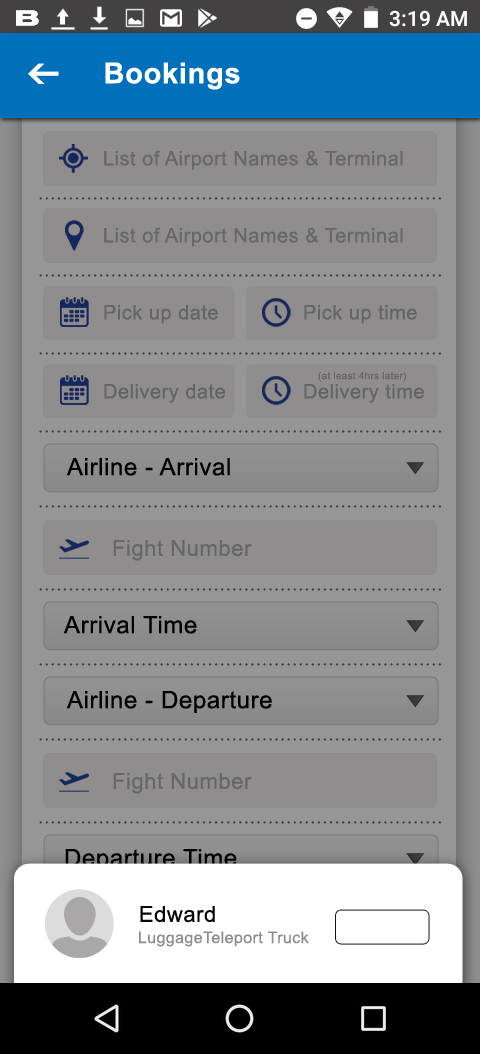 3:19 AM
Bookings
List of Airport Names & Terminal
List of Airport Names & Terminal
Pick up date
Pick up time
Delivery date
(at least 4hrs later)
Delivery time
Airline - Arrival
Fight Number
Arrival Time
Airline - Departure
Fight Number
Departure Time
Edward
LuggageTeleport Truck